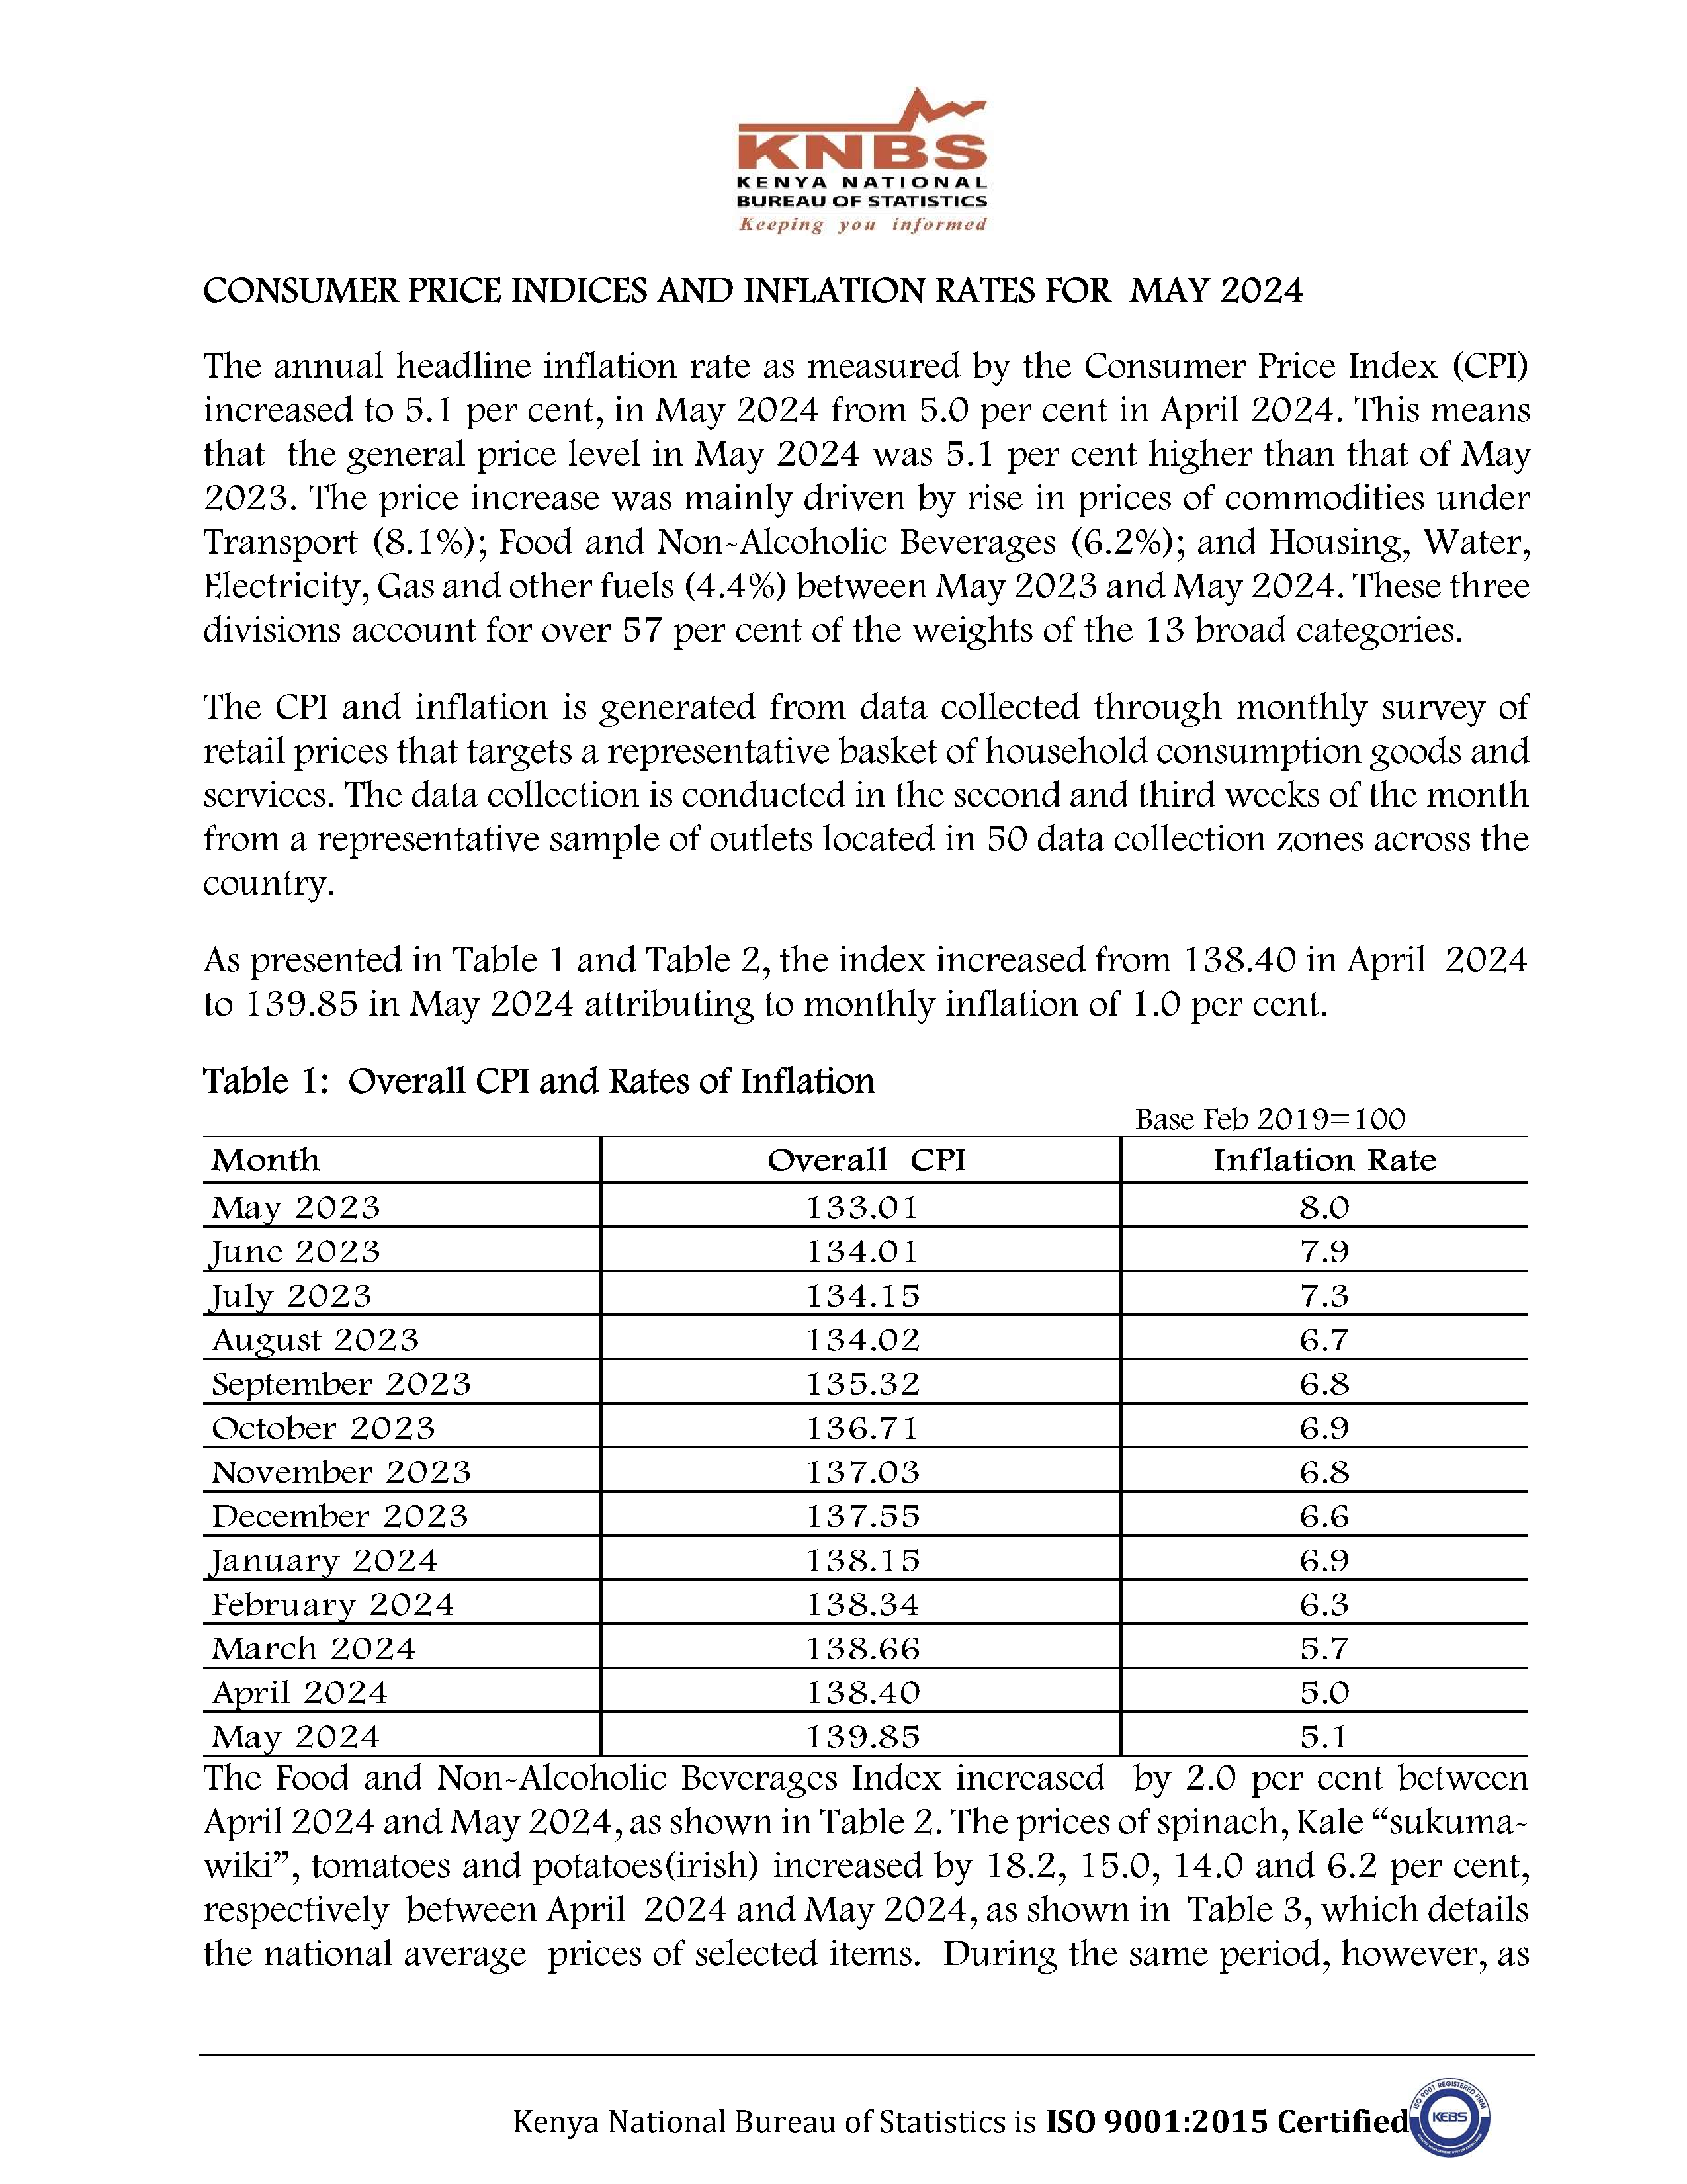 KNBS
KENYA NATIONAL
BUREAU OF STATISTICS
Keeping you informed
CONSUMER PRICE INDICES AND INFLATION RATES FOR MAY 2024
The annual headline inflation rate as measured by the Consumer Price Index (CPI)
increased to 5.1 per cent, in May 2024 from 5.0 per cent in April 2024. This means
that the general price level in May 2024 was 5.1 per cent higher than that of May
2023. The price increase was mainly driven by rise in prices of commodities under
Transport (8.1%); Food and Non-Alcoholic Beverages (6.2%); and Housing, Water,
Electricity, Gas and other fuels (4.4%) between May 2023 and May 2024. These three
divisions account for over 57 per cent of the weights of the 13 broad categories.
The CPI and inflation is generated from data collected through monthly survey of
retail prices that targets a representative basket of household consumption goods and
services. The data collection is conducted in the second and third weeks of the month
from a representative sample of outlets located in 50 data collection zones across the
country.
As presented in Table 1 and Table 2, the index increased from 138.40 in April 2024
to 139.85 in May 2024 attributing to monthly inflation of 1.0 per cent.
Table 1: Overall CPI and Rates of Inflation
Base Feb 2019=100
Month Overall CPI Inflation Rate
May 2023 133.01 8.0
June 2023 134.01 7.9
July 2023 134.15 7.3
August 2023 134.02 6.7
September 2023 135.32 6.8
October 2023 136.71 6.9
November 2023 137.03 6.8
December 2023 137.55 6.6
January 2024 138.15 6.9
February 2024 138.34 6.3
March 2024 138.66 5.7
April 2024 138.40 5.0
May 2024 139.85 5.1
The Food and Non-Alcoholic Beverages Index increased by 2.0 per cent between
April 2024 and May 2024, as shown in Table 2. The prices of spinach, Kale “sukuma-
wiki”, tomatoes and potatoes(irish) increased by 18.2, 15.0, 14.0 and 6.2 per cent,
respectively between April 2024 and May 2024, as shown in Table 3, which details
the national average prices of selected items. During the same period, however, as
Kenya National Bureau of Statistics is ISO 9001:2015 Certified
ISO 9001 REGISTERED FIRM
KEBS